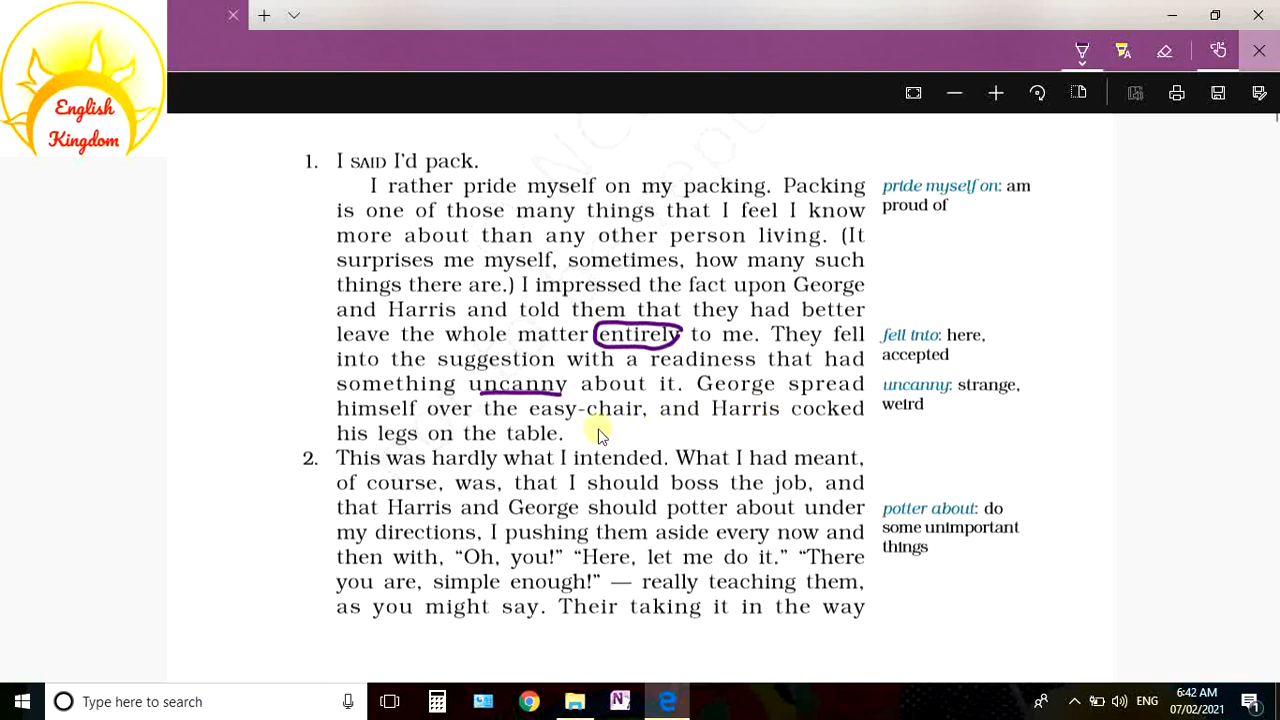 English
Kingdom
1. I SAID I'd pack.
I rather pride myself on my packing. Packing
is one of those many things that I feel I know
more about than any other person living. (It
surprises me myself, sometimes, how many such
things there are.) I impressed the fact upon George
and Harris and told them that they had better
leave the whole matter entirely to me. They fell
into the suggestion with a readiness that had
something uncanny about it. George spread
himself over the easy-chair, and Harris cocked
his legs on the table.
2. This was hardly what I intended. What I had meant,
of course, was, that I should boss the job, and
that Harris and George should potter about under
my directions, I pushing them aside every now and
then with, “Oh, you!” “Here, let me do it.” “There
you are, simple enough!” — really teaching them,
as you might say. Their taking it in the way
pride myself on: am
proud of
fell into: here,
accepted
uncanny: strange,
weird
potter about: do
some unimportant
things
Type here to search
ENG
6:42 AM
07/02/2021